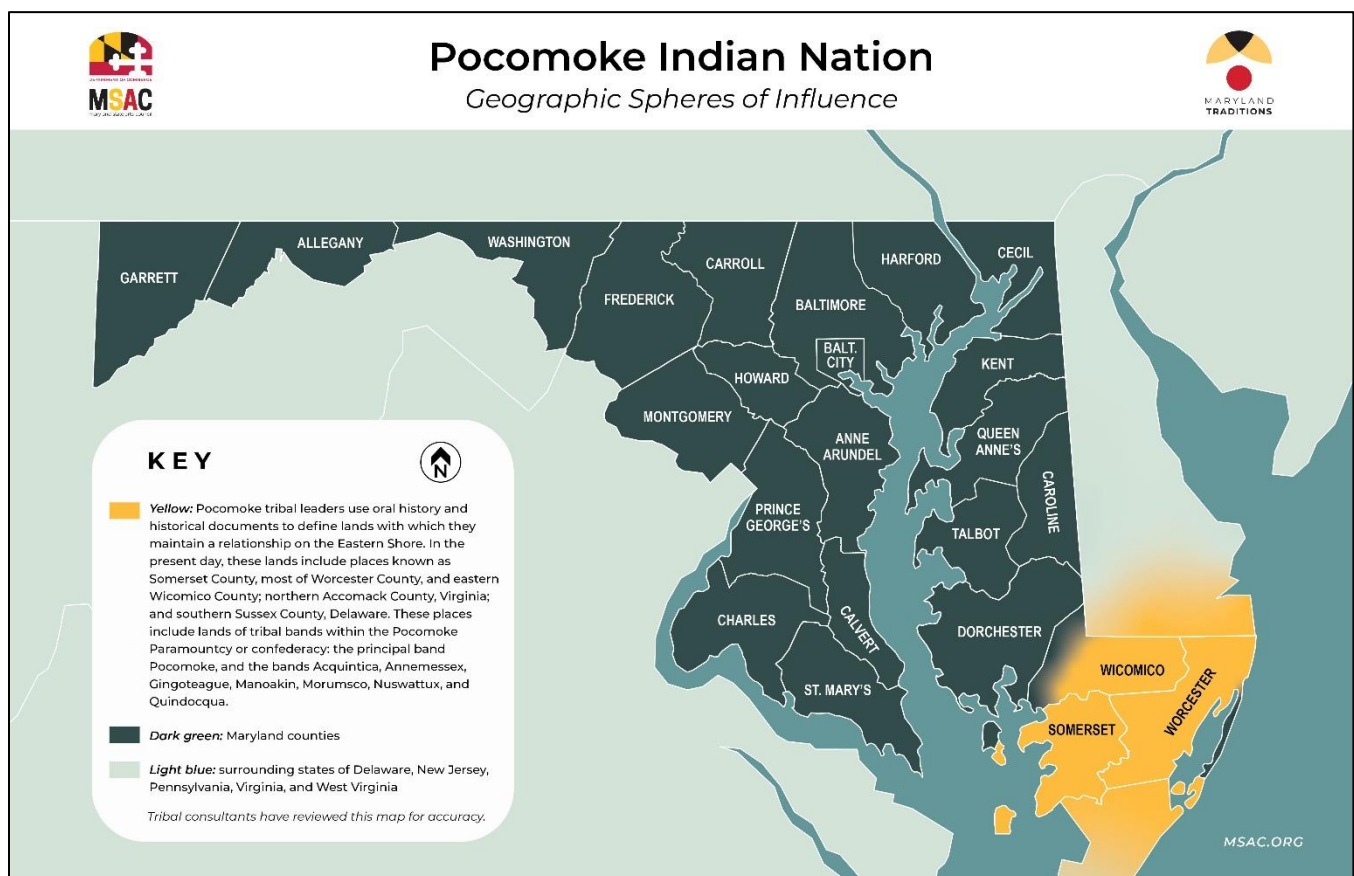 Pocomoke Indian Nation
Geographic Spheres of Influence
MSAC
maryland state arts council
MARYLAND
TRADITIONS
GARRETT
ALLEGANY
WASHINGTON
FREDERICK
CARROLL
BALTIMORE
HARFORD
CECIL
BALT.
CITY
HOWARD
KENT
MONTGOMERY
ANNE
ARUNDEL
QUEEN
ANNE'S
CAROLINE
PRINCE
GEORGE'S
TALBOT
CHARLES
CALVERT
DORCHESTER
ST. MARY'S
WICOMICO
WORCESTER
SOMERSET
KEY
N
Yellow: Pocomoke tribal leaders use oral history and
historical documents to define lands with which they
maintain a relationship on the Eastern Shore. In the
present day, these lands include places known as
Somerset County, most of Worcester County, and eastern
Wicomico County; northern Accomack County, Virginia;
and southern Sussex County, Delaware. These places
include lands of tribal bands within the Pocomoke
Paramountcy or confederacy: the principal band
Pocomoke, and the bands Acquintica, Annemessex,
Gingoteague, Manoakin, Morumsco, Nuswattux, and
Quindocqua.
Dark green: Maryland counties
Light blue: surrounding states of Delaware, New Jersey,
Pennsylvania, Virginia, and West Virginia
Tribal consultants have reviewed this map for accuracy.
MSAC.ORG